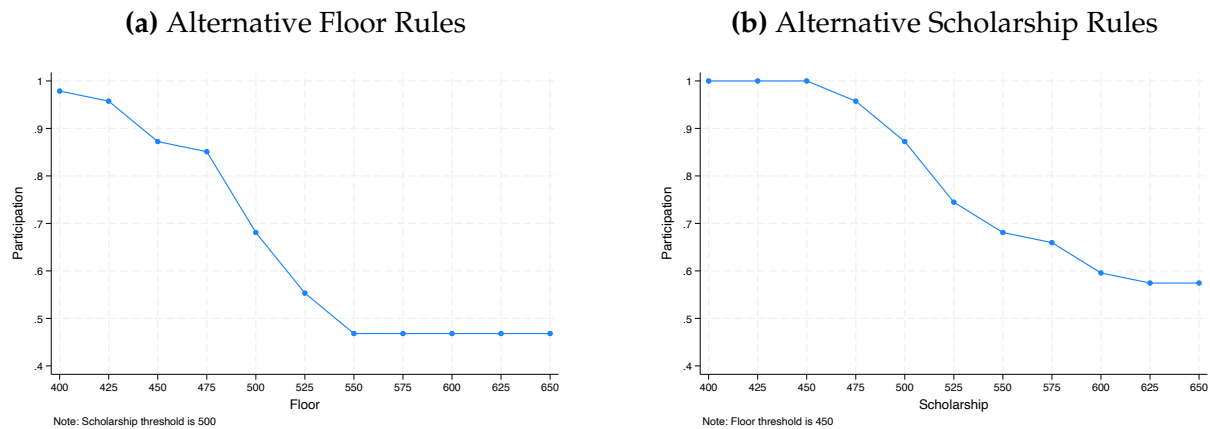 (a) Alternative Floor Rules
1
.9
.8
.7
.6
.5
.4
Participation
400 425 450 475 500 525 550 575 600 625 650
Floor
Note: Scholarship threshold is 500
(b) Alternative Scholarship Rules
1
.9
.8
.7
.6
.5
.4
Participation
400 425 450 475 500 525 550 575 600 625 650
Scholarship
Note: Floor threshold is 450